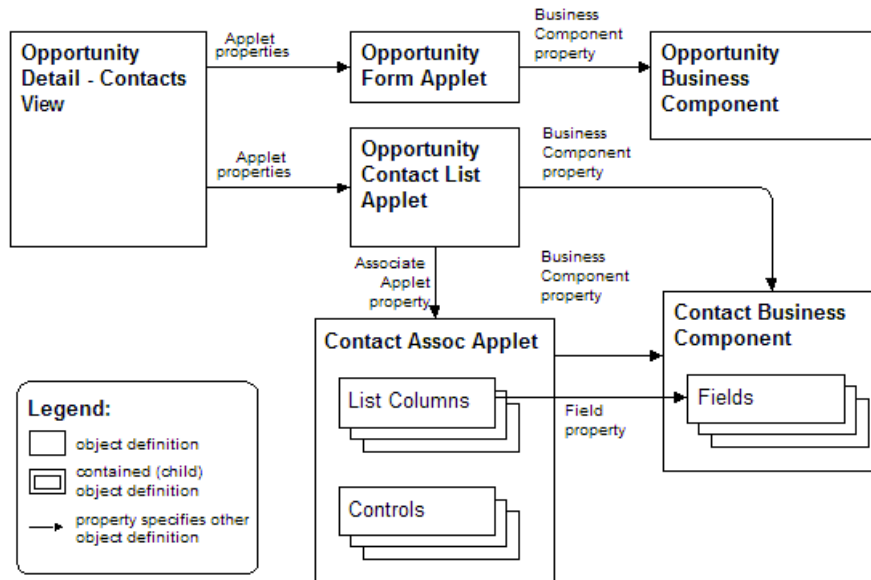 Opportunity
Detail - Contacts
View
Applet
properties
Opportunity
Form Applet
Business
Component
property
Opportunity
Business
Component
Applet
properties
Opportunity
Contact List
Applet
Business
Component
property
Associate
Applet
property
Business
Component
property
Contact Assoc Applet
List Columns
Controls
Field
property
Contact Business
Component
Fields
Legend:
object definition
contained (child)
object definition
property specifies other
object definition